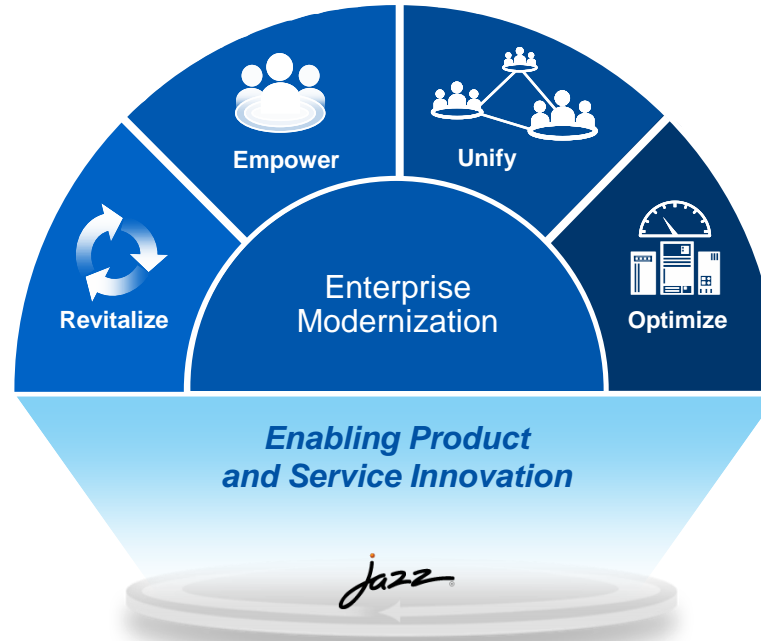 Empower
Unify
Revitalize
Enterprise
Modernization
Optimize
Enabling Product
and Service Innovation
jazz